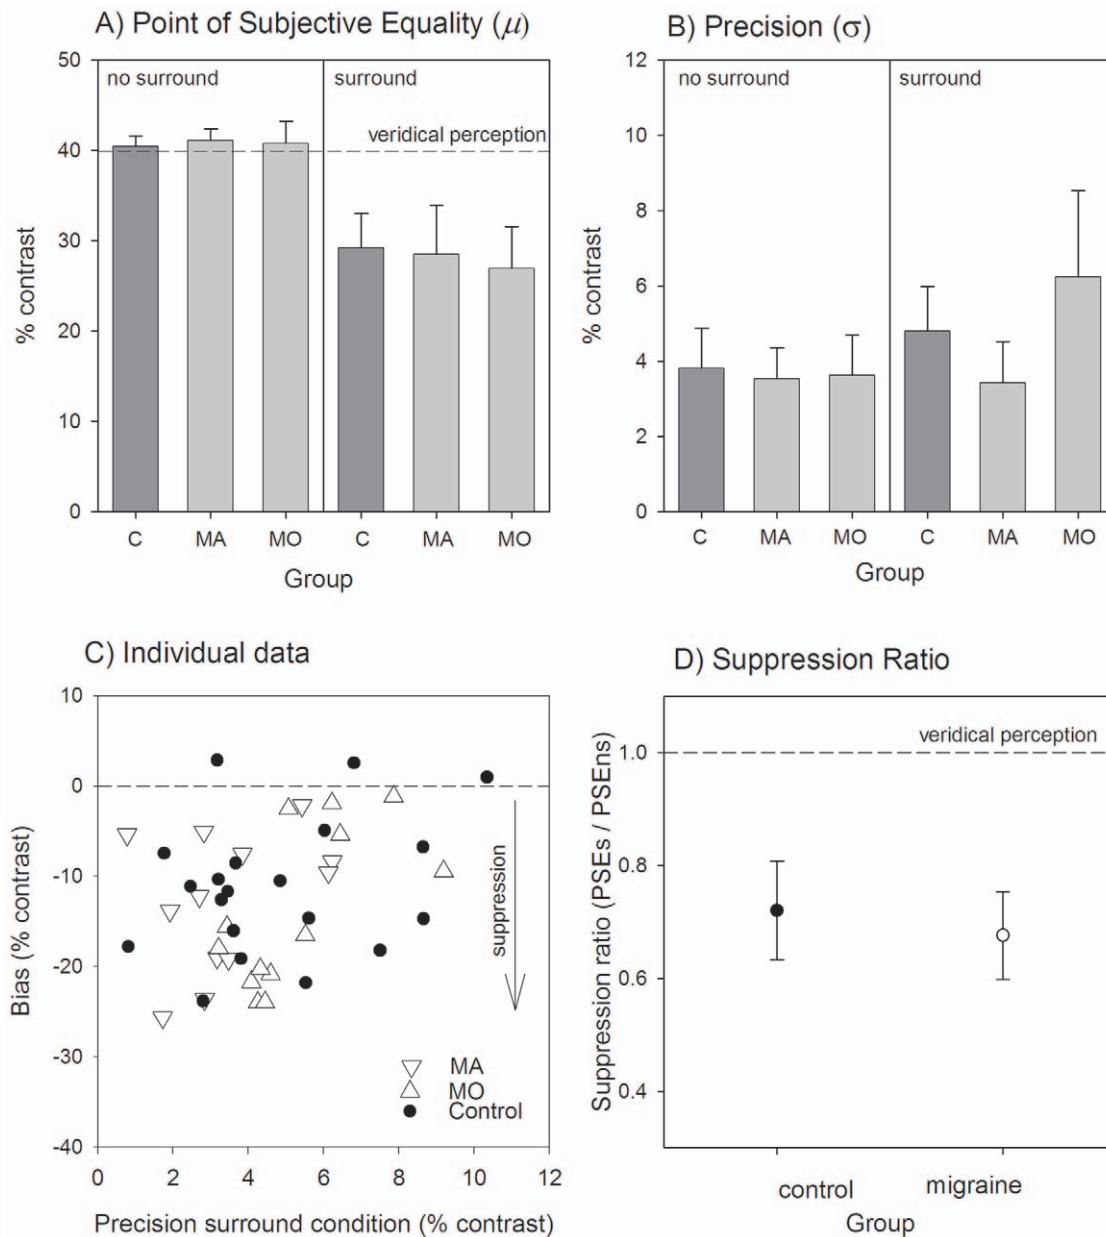 A) Point of Subjective Equality (μ)
50
40
30
20
10
0
% contrast
no surround
surround
veridical perception
C
MA
MO
C
MA
MO
Group
B) Precision (σ)
12
10
8
6
4
2
0
% contrast
no surround
surround
C
MA
MO
C
MA
MO
Group
C) Individual data
10
0
-10
-20
-30
-40
Bias (% contrast)
suppression
MA
MO
Control
0
2
4
6
8
10
12
Precision surround condition (% contrast)
D) Suppression Ratio
veridical perception
1.0
0.8
0.6
0.4
Suppression ratio (PSEs / PSEns)
control
migraine
Group